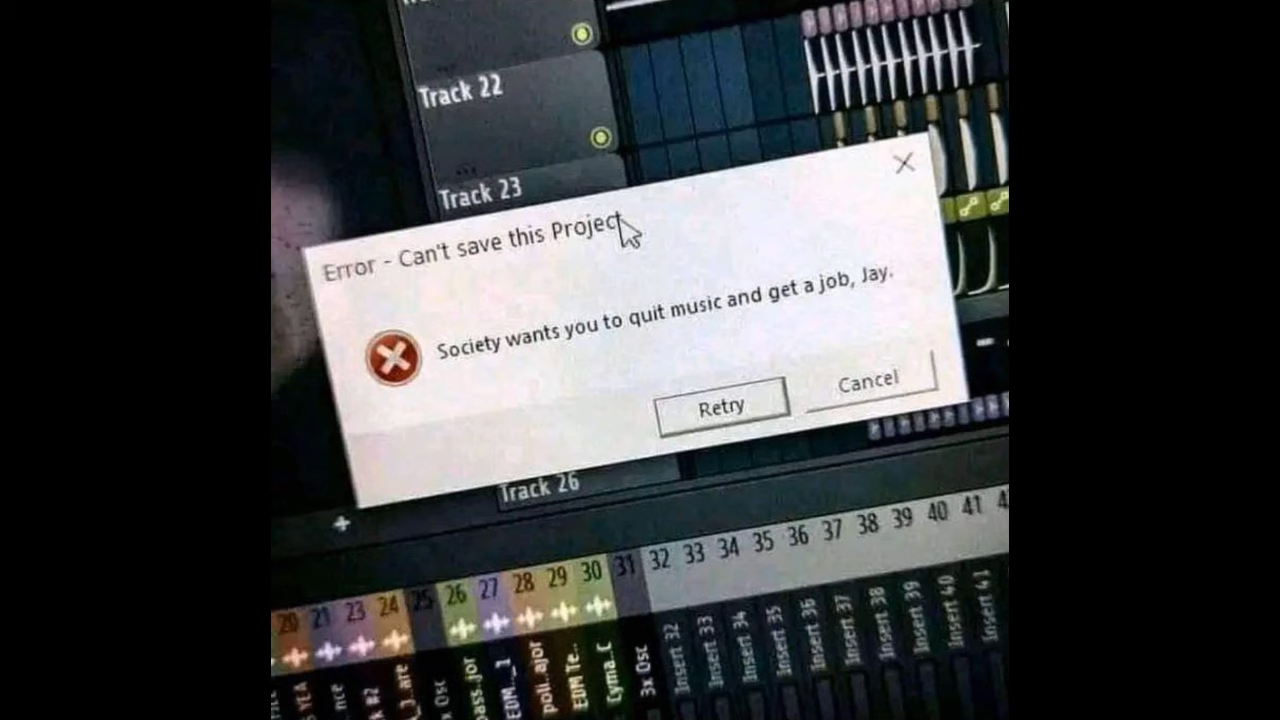 Track 22
Track 23
Error - Can't save this Project
Society wants you to quit music and get a job, Jay.
Retry
Cancel
Track 26
20 21 23 24 25 26 27 28 29 30 31 32 33 34 35 36 37 38 39 40 41
3x Osc
Insert 32
Insert 33
Insert 34
Insert 35
Insert 36
Insert 37
Insert 38
Insert 39
Insert 40
Insert 41